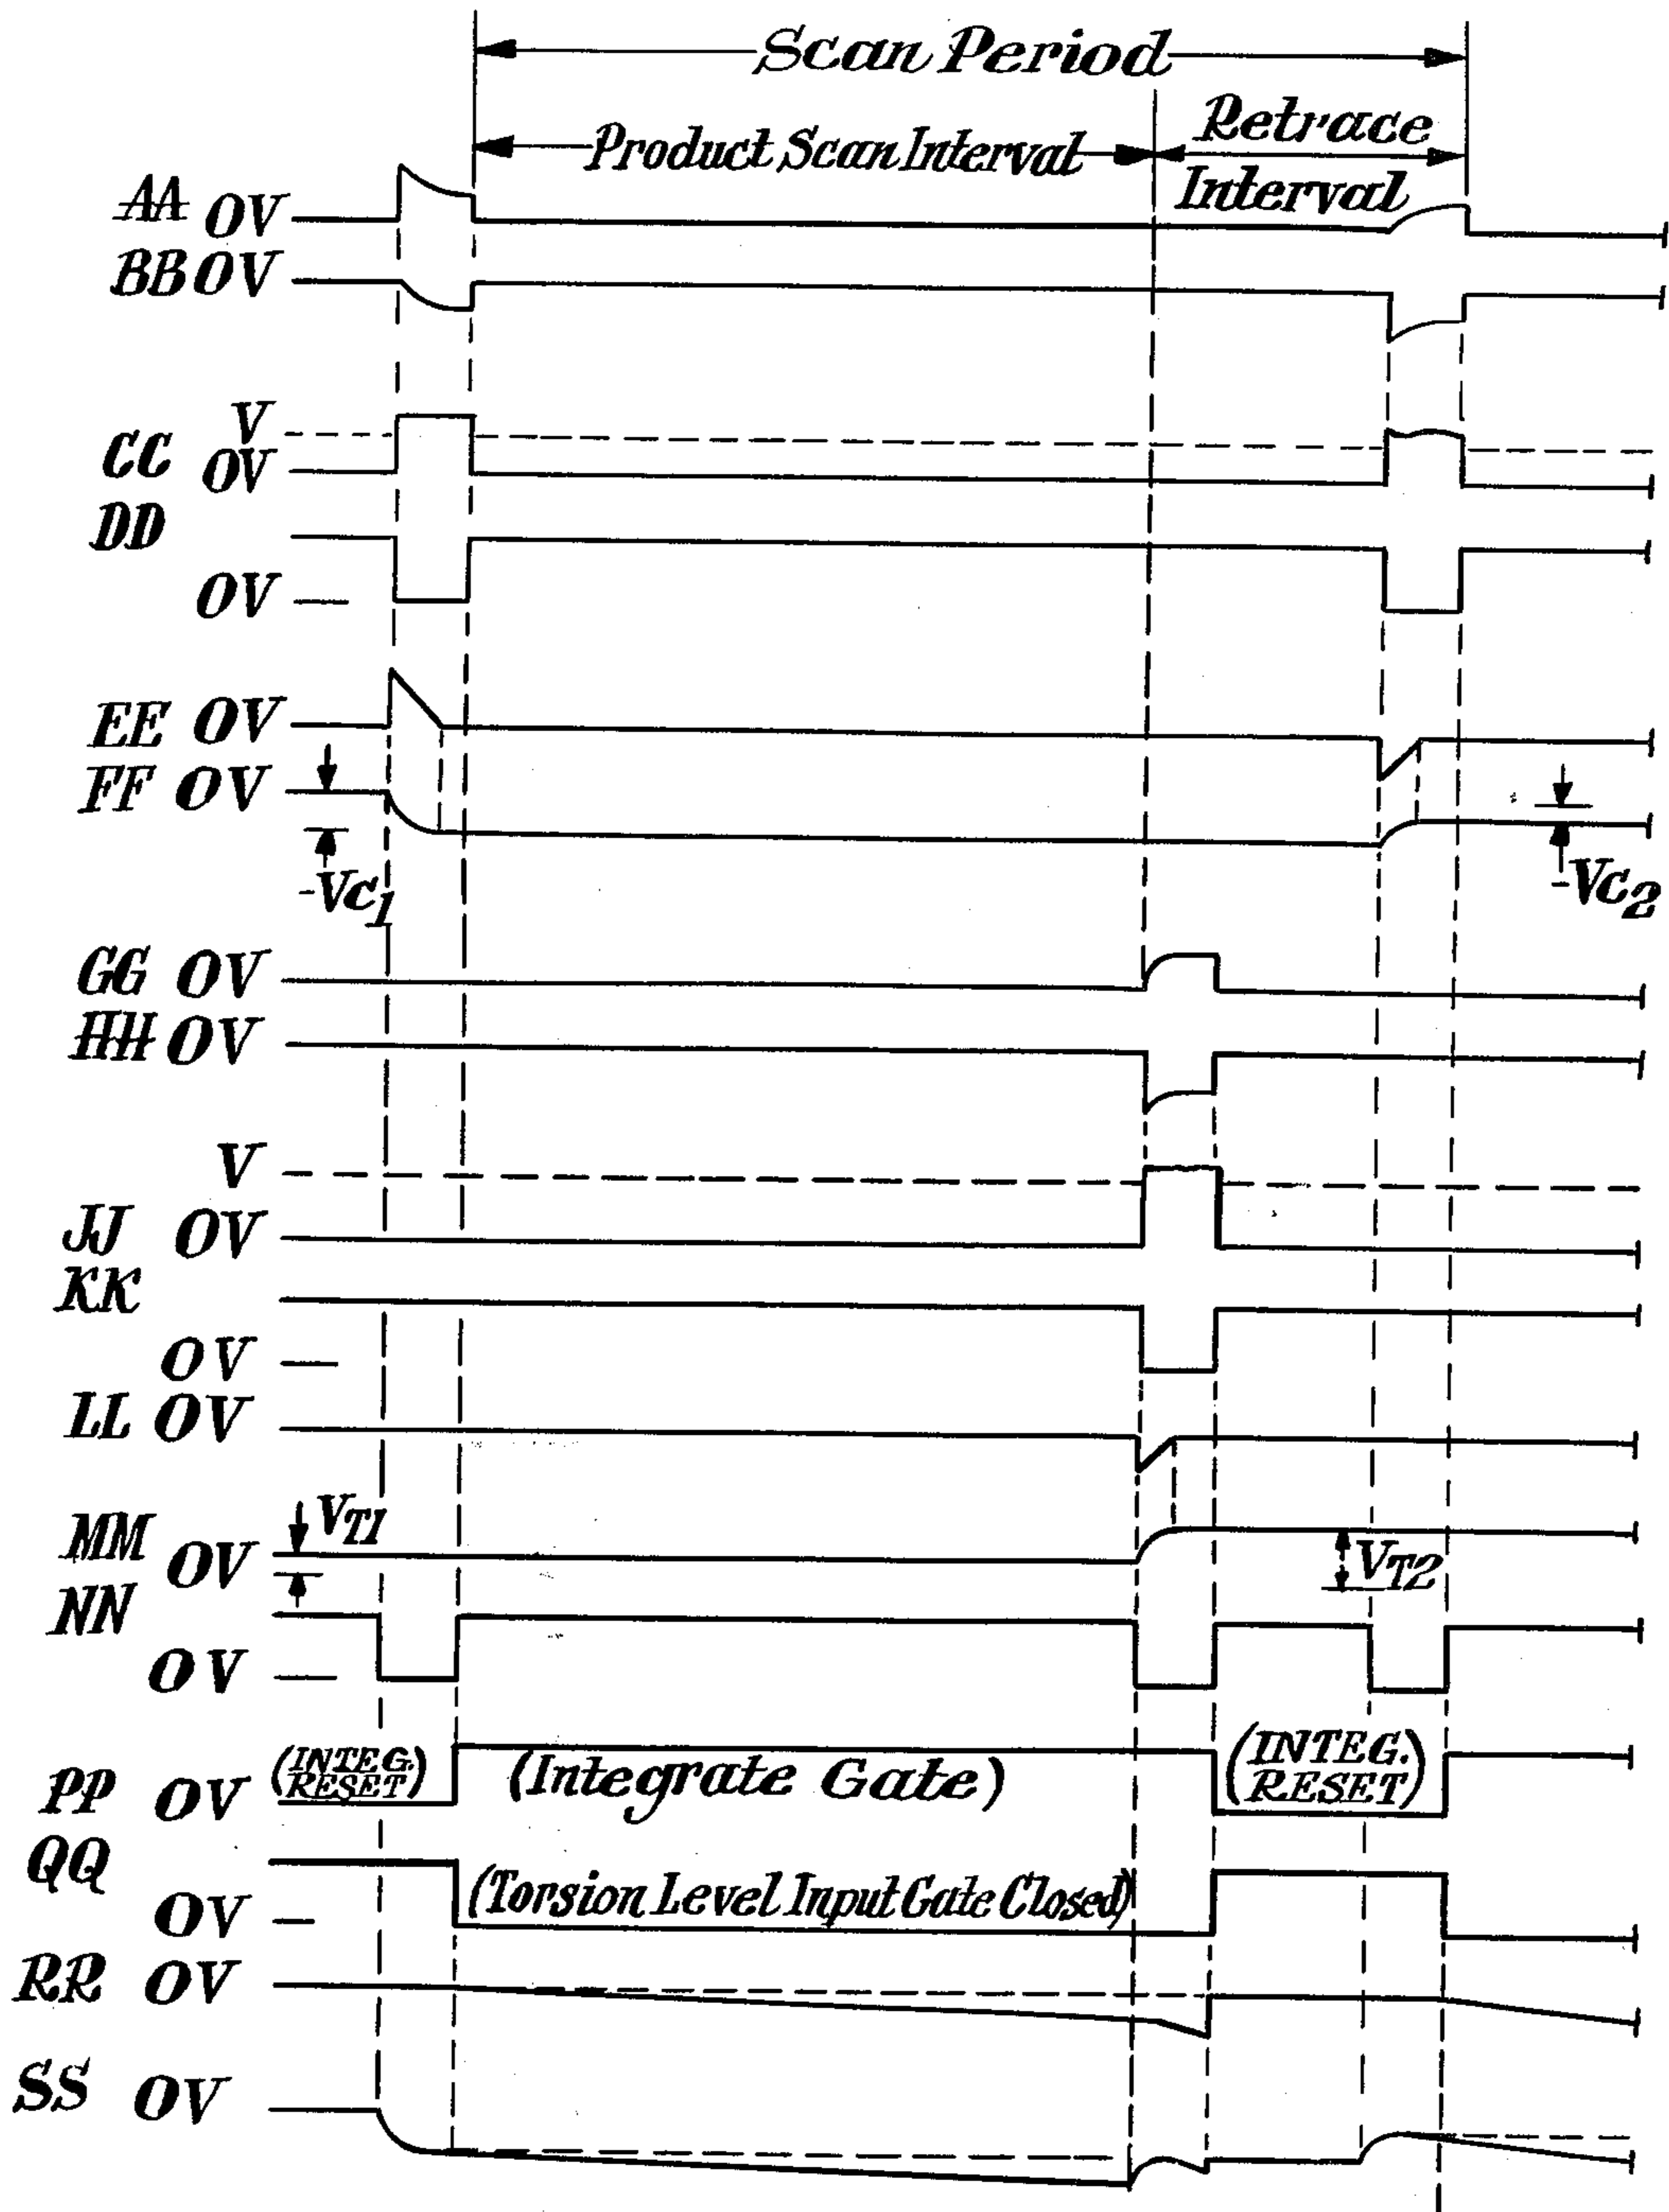 Scan Period
Product Scan Interval
Retrace
Interval
AA OV
BB OV
V
CC OV
DD
OV
EE OV
FF OV
-Vc1
-Vc2
GG OV
HH OV
V
JJ OV
KK
OV
LL OV
VT1
MM OV
VT2
NN
OV
(INTEG.)
RESET)
PP OV
(Integrate Gate)
(INTEG.)
(RESET)
QQ
(Torsion Level Input Gate Closed)
OV
RR OV
SS OV